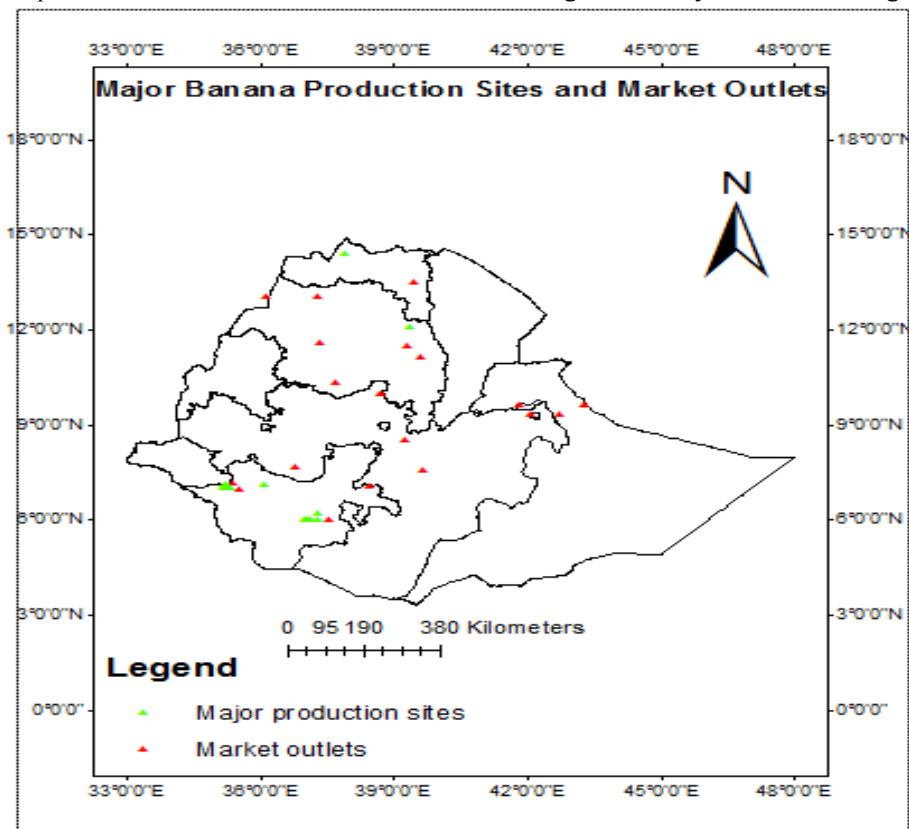 33°0'0"E 36°0'0"E 39°0'0"E 42°0'0"E 45°0'0"E 48°0'0"E
Major Banana Production Sites and Market Outlets
18°0'0"N 18°0'0"N
N
15°0'0"N 15°0'0"N
12°0'0"N 12°0'0"N
9°0'0"N 9°0'0"N
6°0'0"N 6°0'0"N
3°0'0"N 3°0'0"N
0 95 190 380 Kilometers
Legend
0°0'0" 0°0'0"
Major production sites
Market outlets
33°0'0"E 36°0'0"E 39°0'0"E 42°0'0"E 45°0'0"E 48°0'0"E